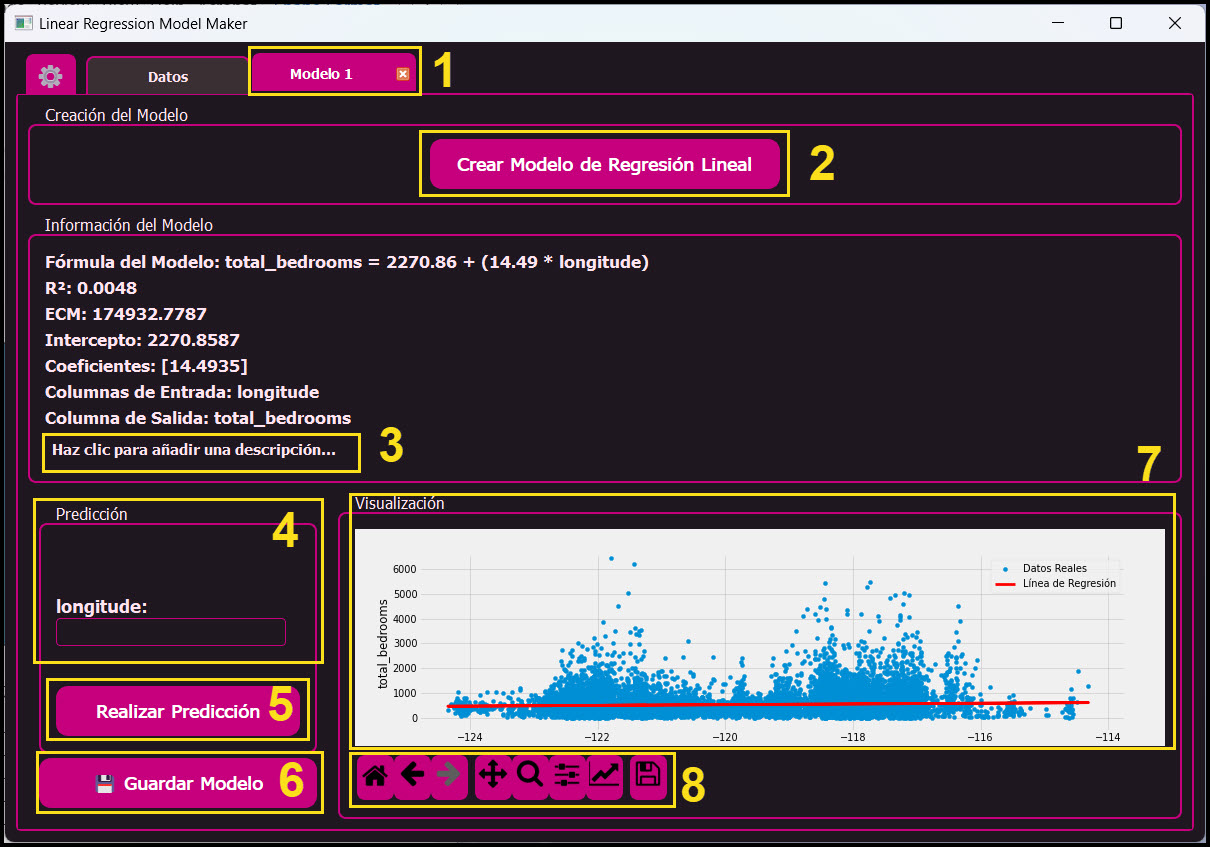 Linear Regression Model Maker
Datos
Modelo 1
1
Creación del Modelo
Crear Modelo de Regresión Lineal
2
Información del Modelo
Fórmula del Modelo: total_bedrooms = 2270.86 + (14.49 * longitude)
R²: 0.0048
ECM: 174932.7787
Intercepto: 2270.8587
Coeficientes: [14.4935]
Columnas de Entrada: longitude
Columna de Salida: total_bedrooms
Haz clic para añadir una descripción...
3
7
Predicción
4
longitude:
Realizar Predicción
5
Guardar Modelo
6
Visualización
Datos Reales
Línea de Regresión
total_bedrooms
6000
5000
4000
3000
2000
1000
0
−124
−122
−120
−118
−116
−114
8